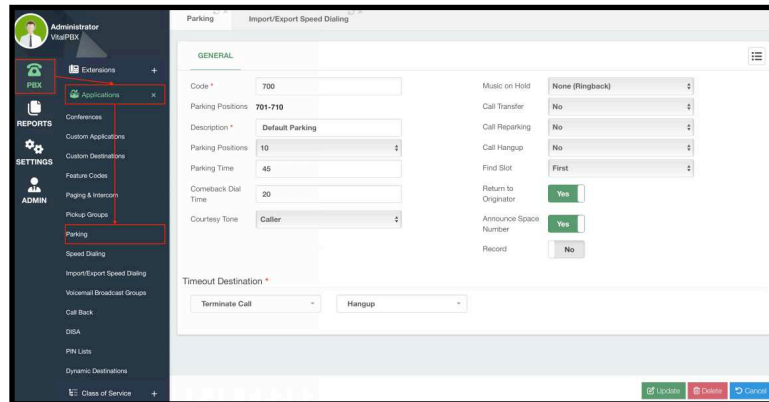 Administrator
VitalPBX
PBX
REPORTS
SETTINGS
ADMIN
Extensions +
Applications ×
Conferences
Custom Applications
Custom Destinations
Feature Codes
Paging & Intercom
Pickup Groups
Parking
Speed Dialing
Import/Export Speed Dialing
Voicemail Broadcast Groups
Call Back
DISA
PIN Lists
Dynamic Destinations
Class of Service +
Parking Import/Export Speed Dialing
GENERAL
Code * 700
Parking Positions 701-710
Description * Default Parking
Parking Positions 10
Parking Time 45
Comeback Dial
Time 20
Courtesy Tone Caller
Music on Hold None (Ringback)
Call Transfer No
Call Reparking No
Call Hangup No
Find Slot First
Return to
Originator Yes
Announce Space
Number Yes
Record No
Timeout Destination *
Terminate Call Hangup
Update Delete Cancel